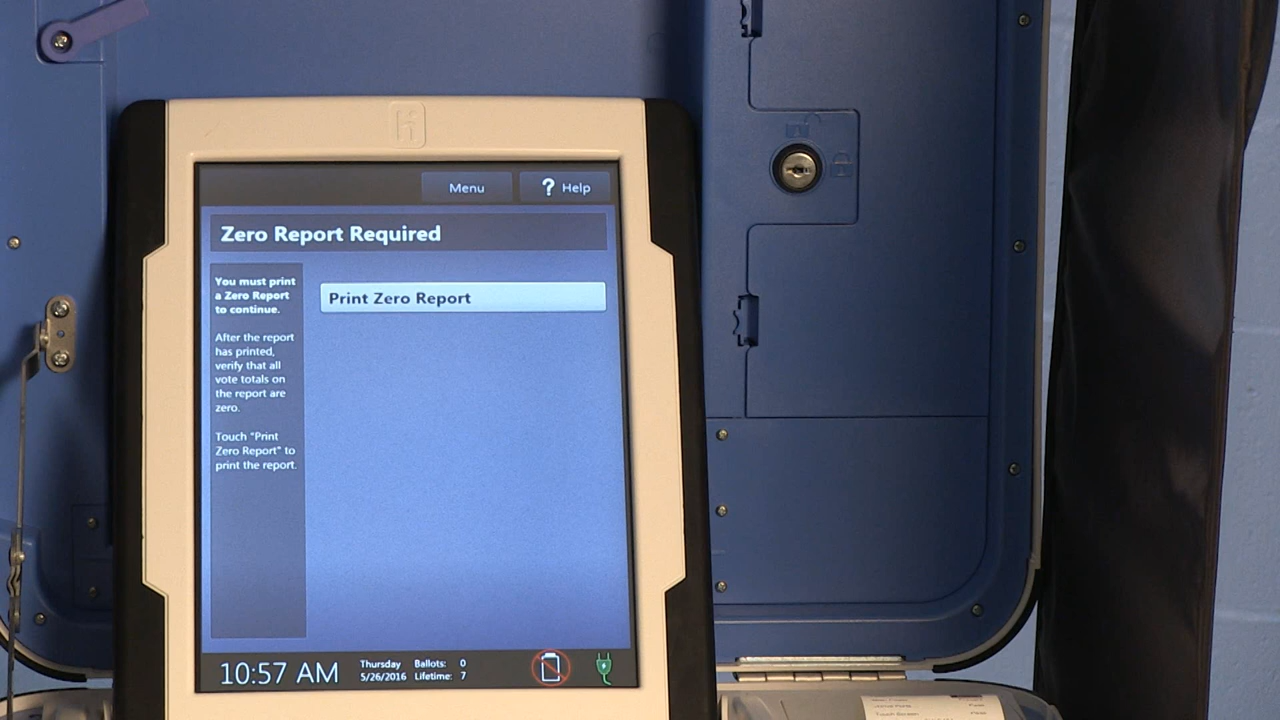 Menu
? Help
Zero Report Required
You must print
a Zero Report
to continue.
After the report
has printed,
verify that all
vote totals on
the report are
zero.
Touch "Print
Zero Report" to
print the report.
Print Zero Report
10:57 AM
Thursday
5/26/2016
Ballots: 0
Lifetime: 7
Touch Screen